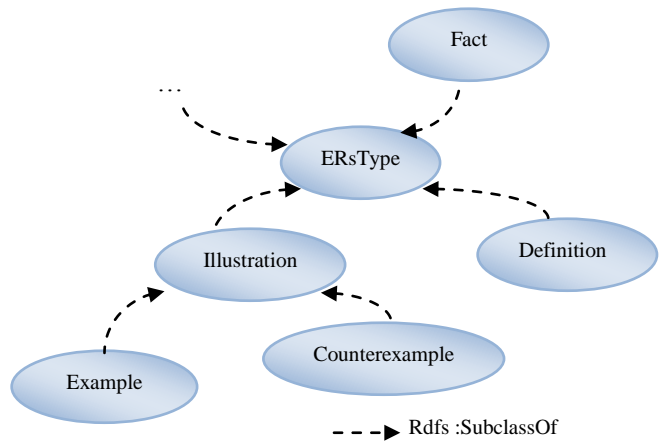 Fact
…
ERsType
Definition
Illustration
Counterexample
Example
Rdfs :SubclassOf